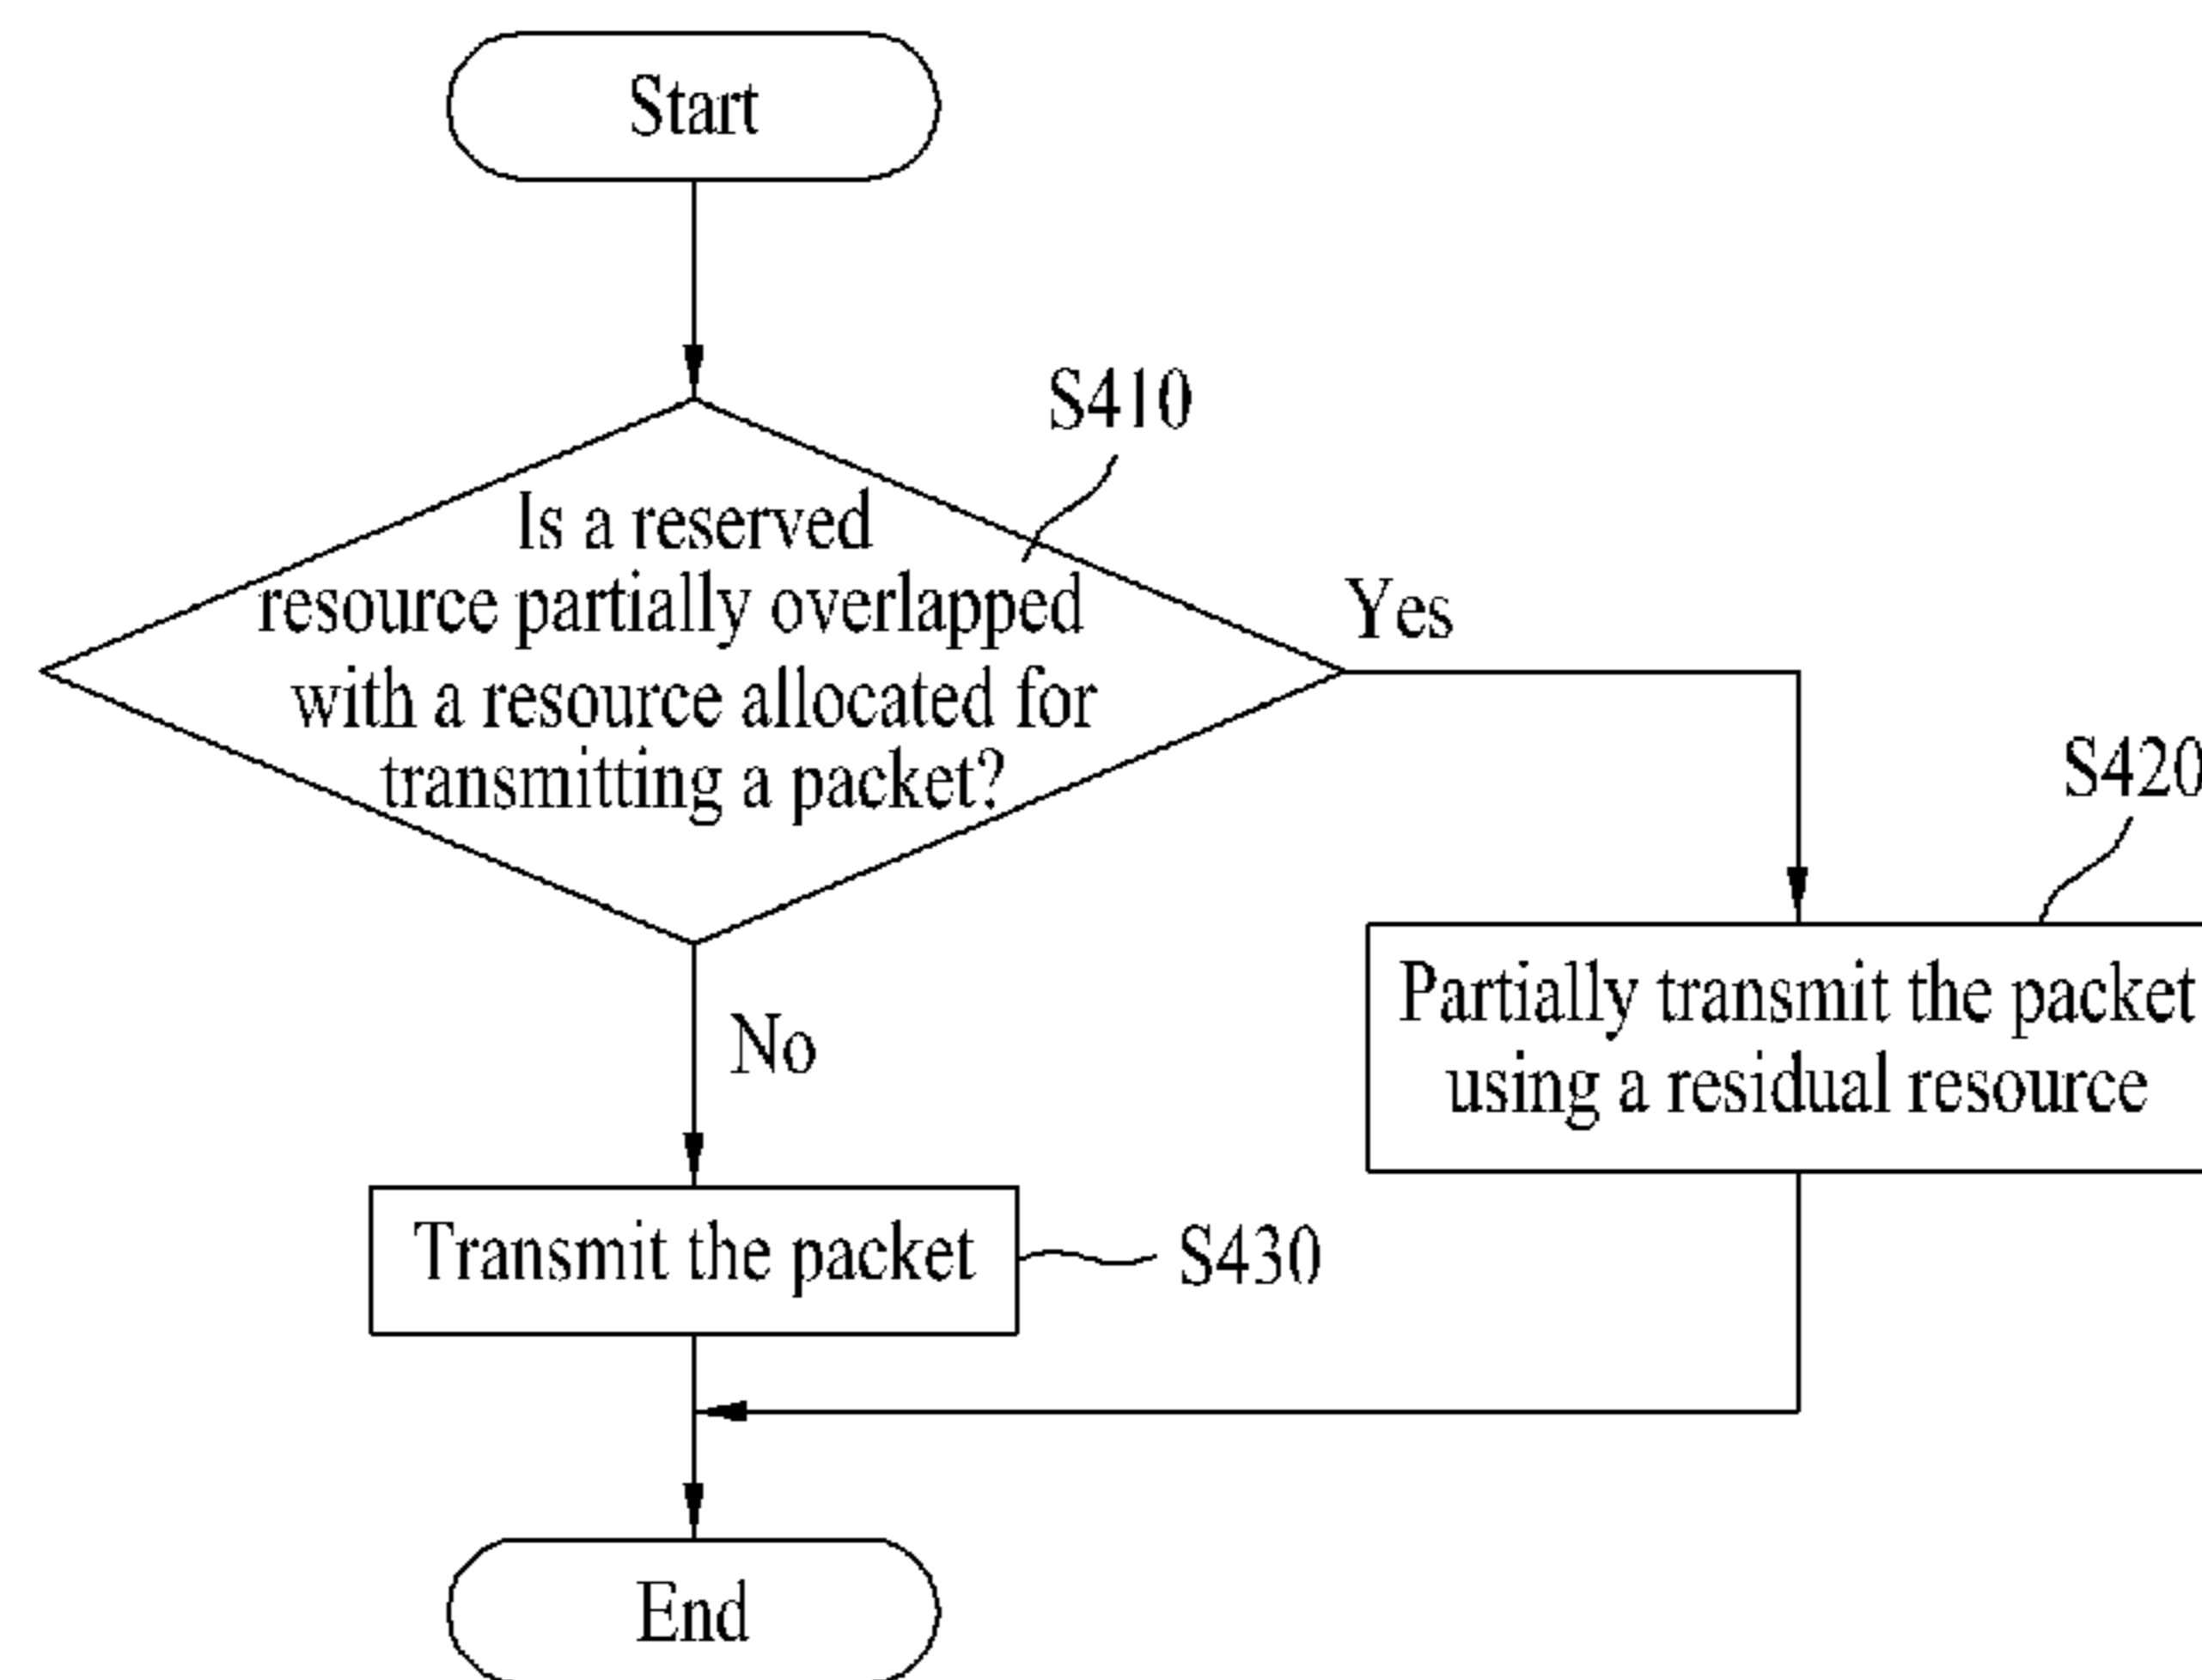 Start
S410
Is a reserved
resource partially overlapped
with a resource allocated for
transmitting a packet?
Yes
S420
Partially transmit the packet
using a residual resource
No
Transmit the packet
S430
End